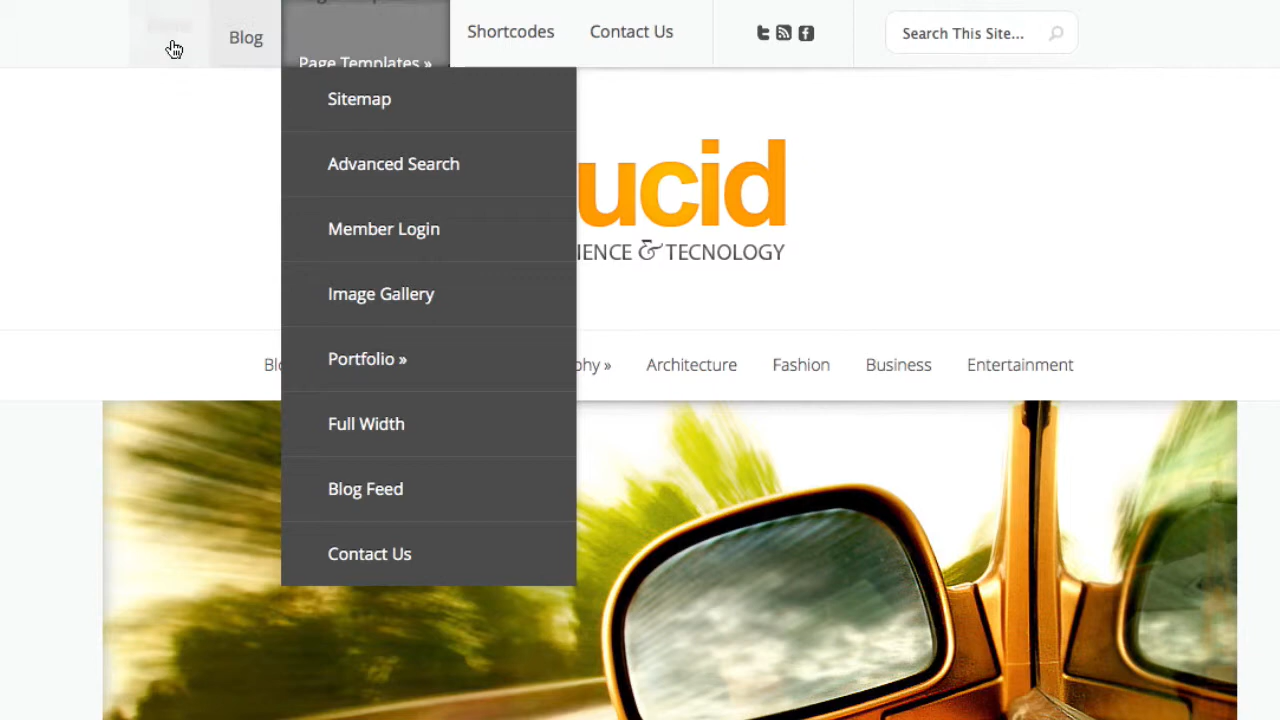 Blog
Page Templates »
Shortcodes
Contact Us
Search This Site...
Sitemap
Advanced Search
Member Login
Image Gallery
Portfolio »
Full Width
Blog Feed
Contact Us
ucid
IENCE & TECNOLOGY
Architecture
Fashion
Business
Entertainment